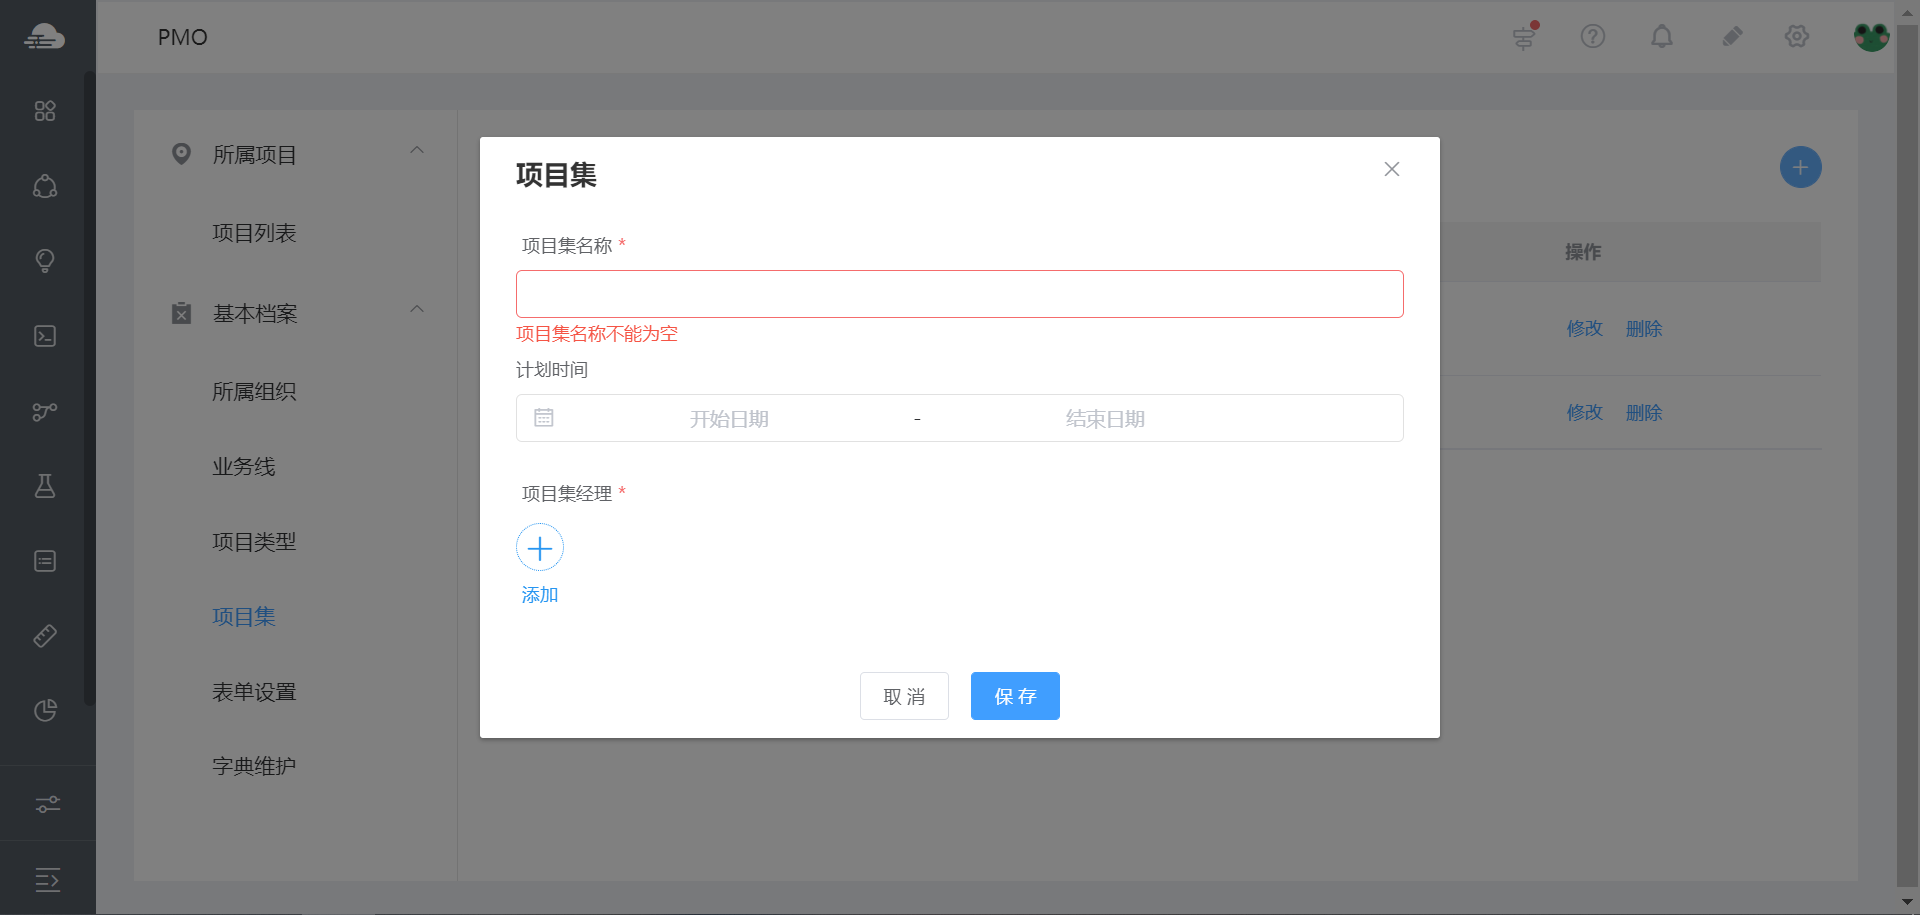 PMO
所属项目
项目列表
基本档案
所属组织
业务线
项目类型
项目集
表单设置
字典维护
项目集
项目集名称 *
项目集名称不能为空
计划时间
开始日期 - 结束日期
项目集经理 *
添加
取消 保存
操作
修改 删除
修改 删除